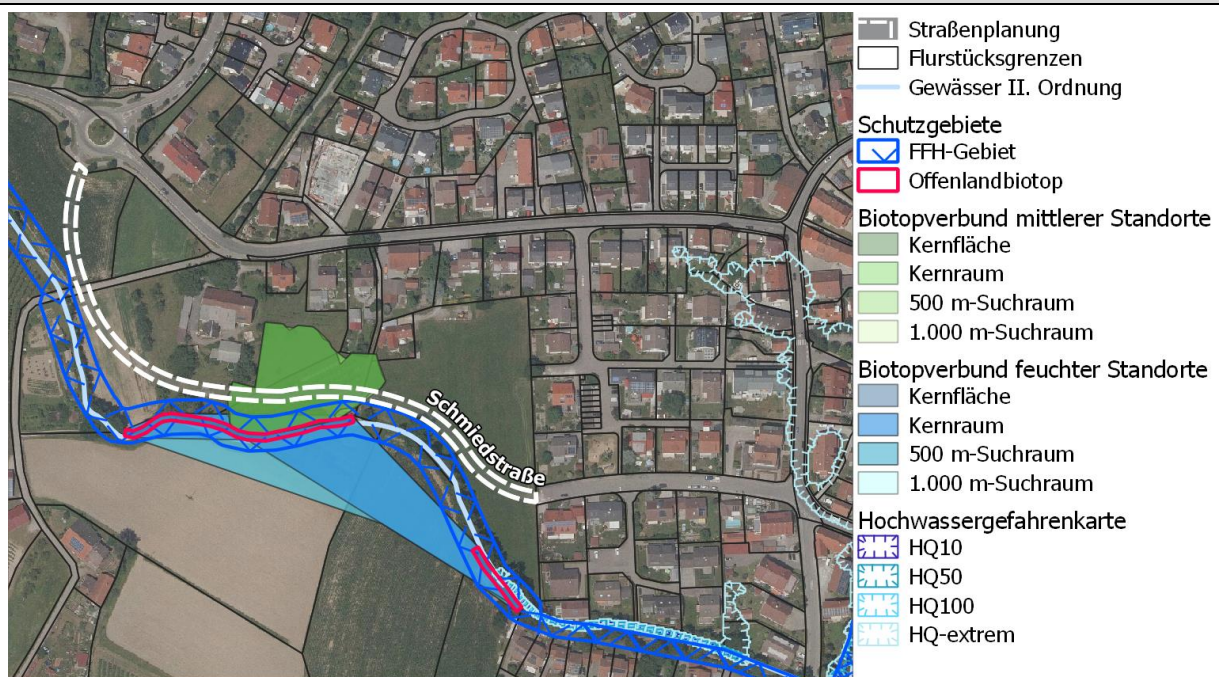 Schmiedstraße
Straßenplanung
Flurstücksgrenzen
Gewässer II. Ordnung
Schutzgebiete
FFH-Gebiet
Offenlandbiotop
Biotopverbund mittlerer Standorte
Kernfläche
Kernraum
500 m-Suchraum
1.000 m-Suchraum
Biotopverbund feuchter Standorte
Kernfläche
Kernraum
500 m-Suchraum
1.000 m-Suchraum
Hochwassergefahrenkarte
HQ10
HQ50
HQ100
HQ-extrem